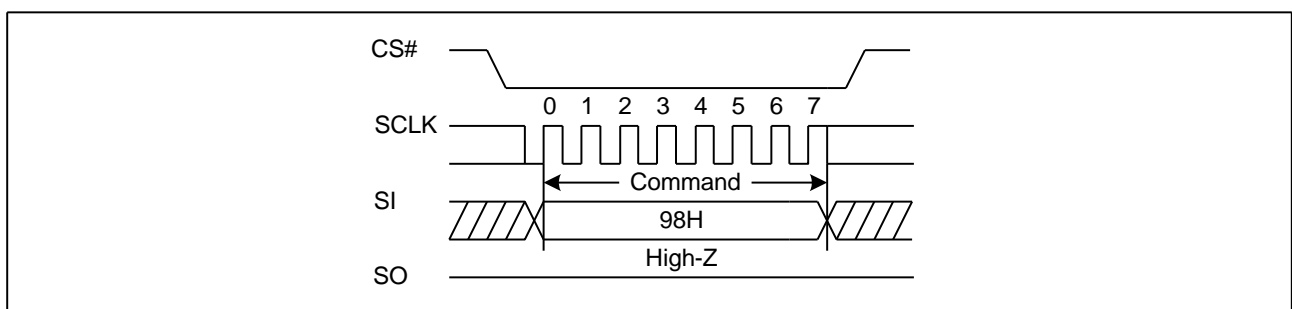 CS#
0 1 2 3 4 5 6 7
SCLK
Command
SI
98H
High-Z
SO